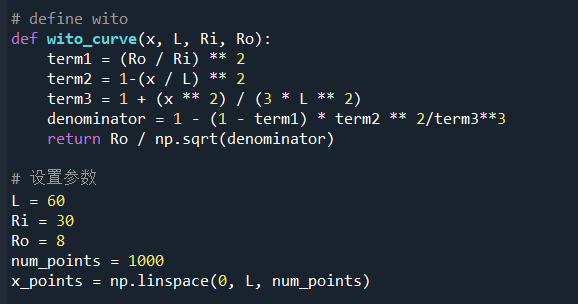 # define wito
def wito_curve(x, L, Ri, Ro):
    term1 = (Ro / Ri) ** 2
    term2 = 1-(x / L) ** 2
    term3 = 1 + (x ** 2) / (3 * L ** 2)
    denominator = 1 - (1 - term1) * term2 ** 2/term3**3
    return Ro / np.sqrt(denominator)

# 设置参数
L = 60
Ri = 30
Ro = 8
num_points = 1000
x_points = np.linspace(0, L, num_points)